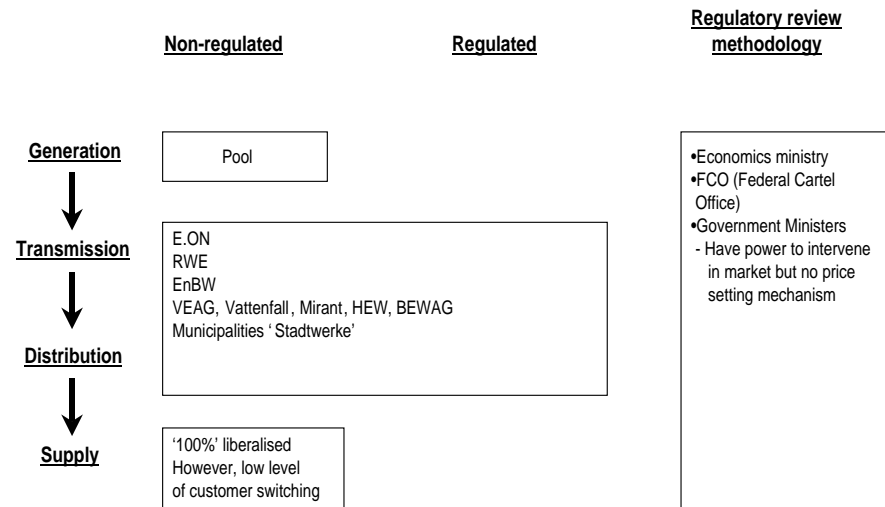 Regulatory review
methodology
Non-regulated
Regulated
Generation
Pool
Transmission
E.ON
RWE
EnBW
VEAG, Vattenfall, Mirant, HEW, BEWAG
Municipalities ‘Stadtwerke’
Distribution
Supply
‘100%’ liberalised
However, low level
of customer switching
•Economics ministry
•FCO (Federal Cartel
Office)
•Government Ministers
- Have power to intervene
in market but no price
setting mechanism